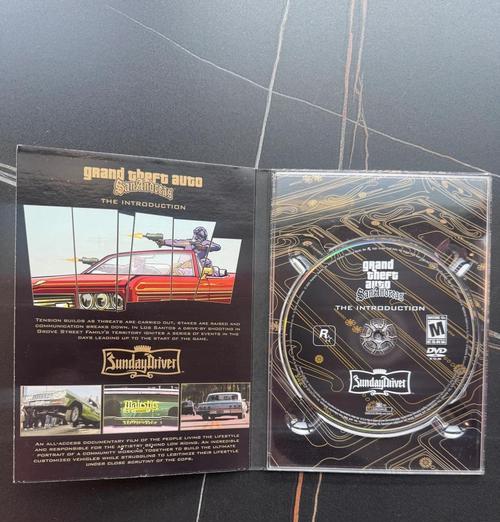 grand theft auto
San Andreas
THE INTRODUCTION
TENSION BUILDS AS THREATS ARE CARRIED OUT, STAKES ARE RAISED AND
COMMUNICATION BREAKS DOWN. IN LOS SANTOS A DRIVE-BY SHOOTING IN
GROVE STREET FAMILY'S TERRITORY IGNITES A SERIES OF EVENTS IN THE
DAYS LEADING UP TO THE START OF THE GAME.
Sunday Driver
Majestics
AN ALL-ACCESS DOCUMENTARY FILM OF THE PEOPLE LIVING THE LIFESTYLE
AND RESPONSIBLE FOR THE ARTISTRY BEHIND LOW RIDING. AN INCREDIBLE
PORTRAIT OF A COMMUNITY WORKING TOGETHER TO BUILD THE ULTIMATE
CUSTOMIZED VEHICLES WHILE STRUGGLING TO LEGITIMIZE THEIR LIFESTYLE
UNDER CLOSE SCRUTINY OF THE COPS.
grand
theft
auto
San Andreas
THE INTRODUCTION
R
M
DVD
Sunday Driver